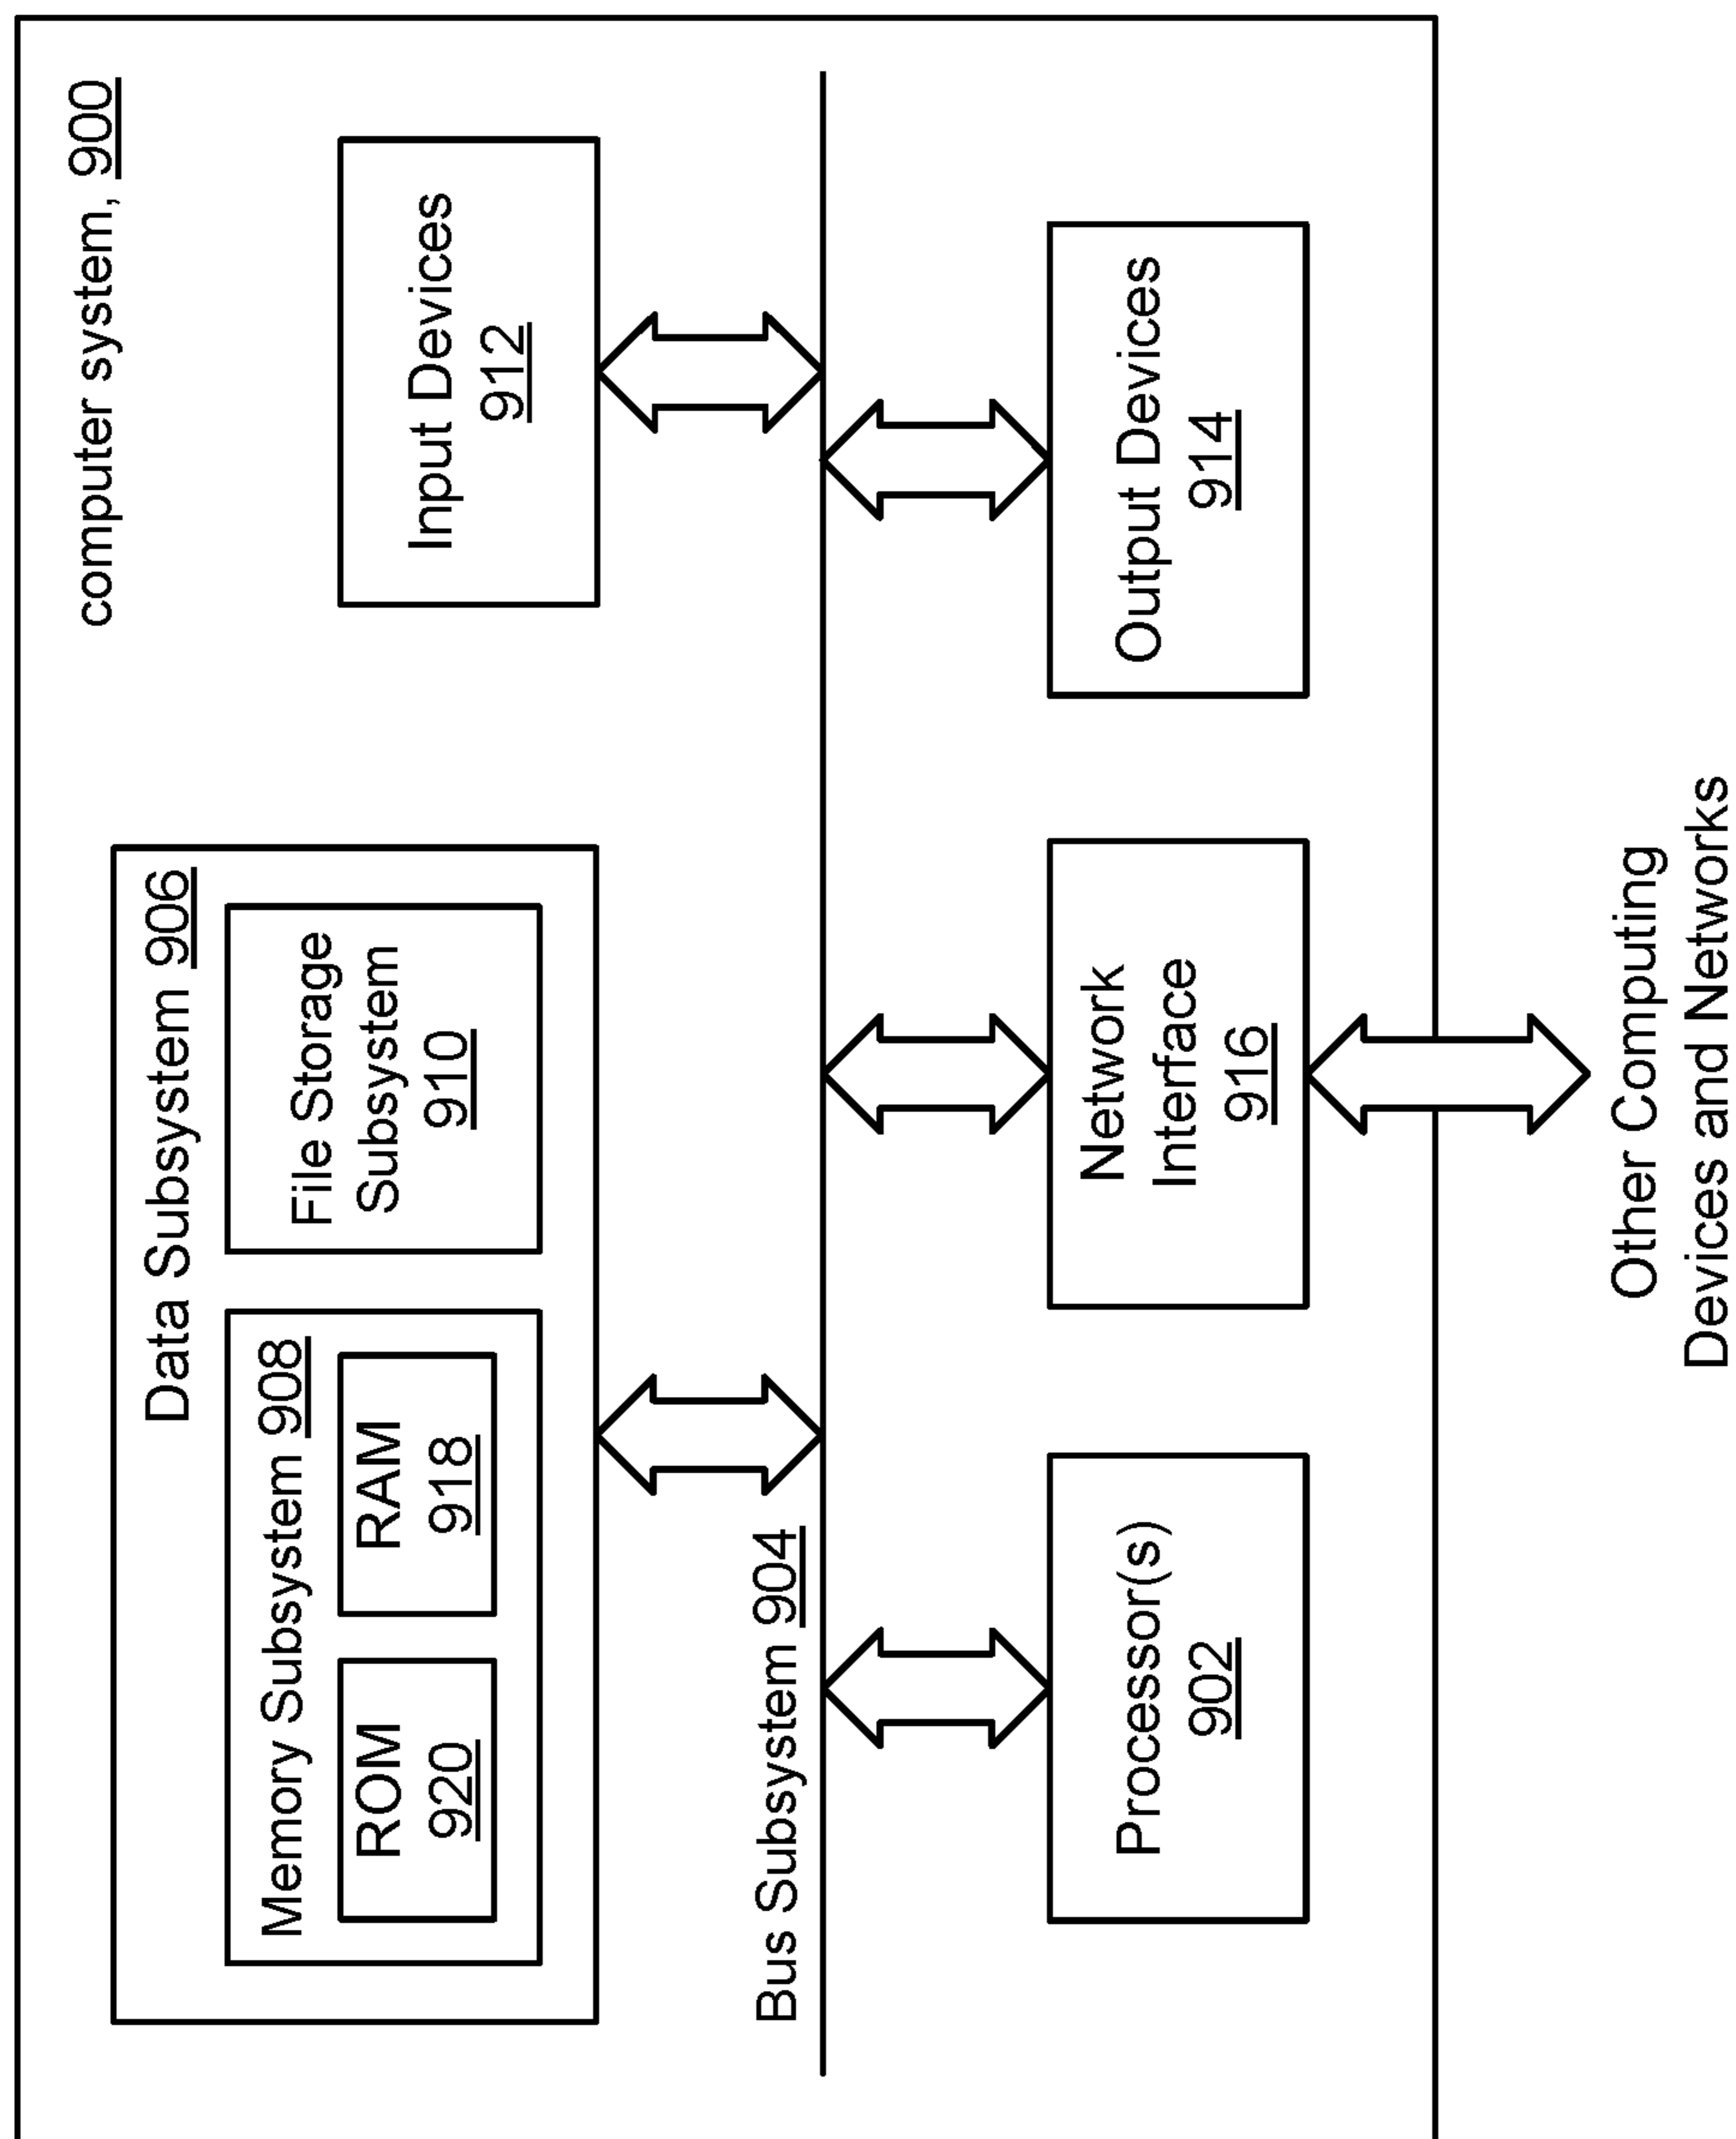 computer system, 900
Data Subsystem 906
Memory Subsystem 908
ROM
920
RAM
918
File Storage
Subsystem
910
Input Devices
912
Bus Subsystem 904
Processor(s)
902
Network
Interface
916
Output Devices
914
Other Computing
Devices and Networks